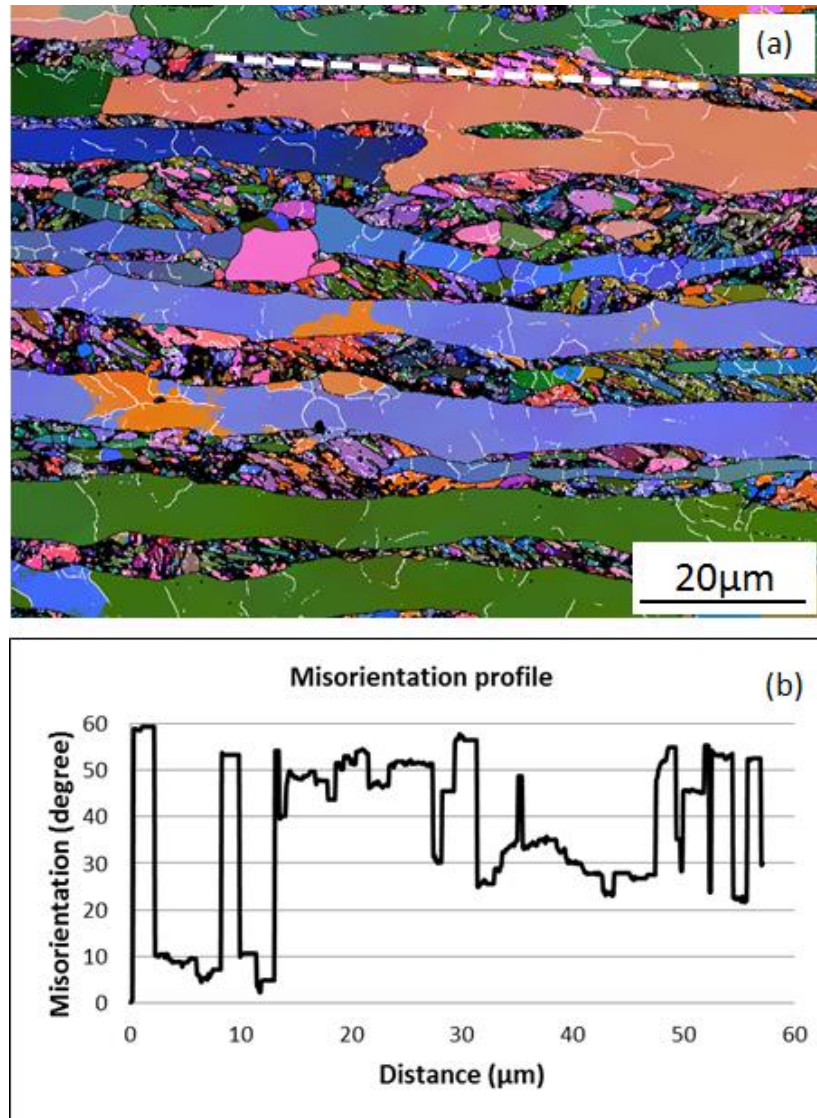 (a)
20μm
Misorientation profile
(b)
Misorientation (degree)
60
50
40
30
20
10
0
0 10 20 30 40 50 60
Distance (μm)